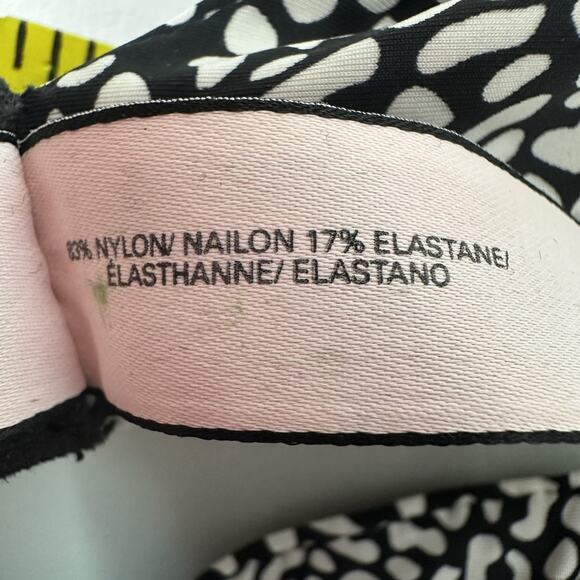 83% NYLON/ NAILON 17% ELASTANE/
ÉLASTHANNE/ ELASTANO